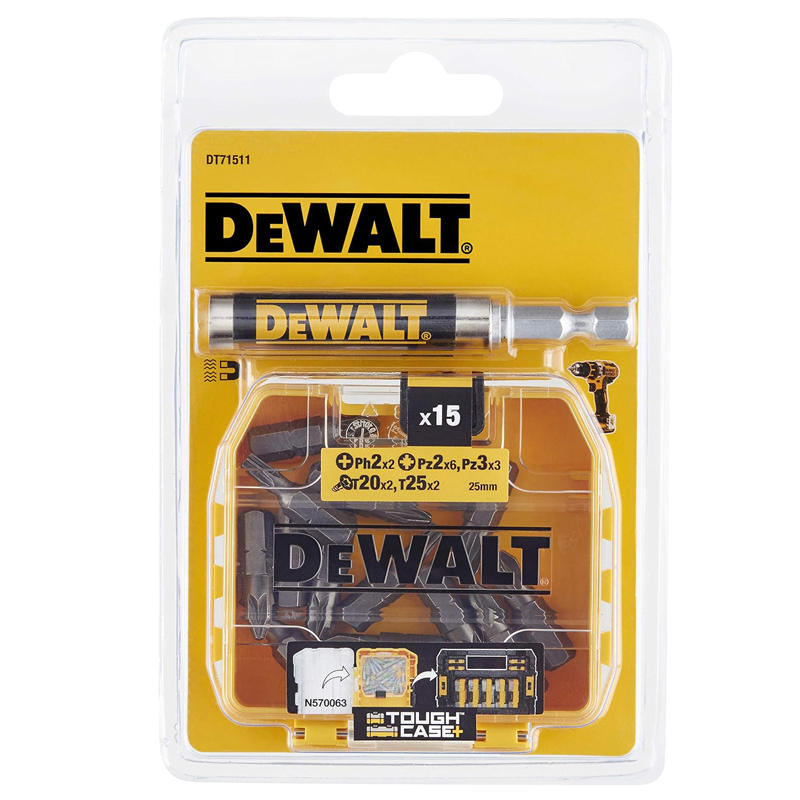 DT71511
DEWALT®
DEWALT®
x15
Ph2x2 Pz2x6, Pz3x3
T20x2, T25x2 25mm
DEWALT®
N570063
TOUGH
CASE+